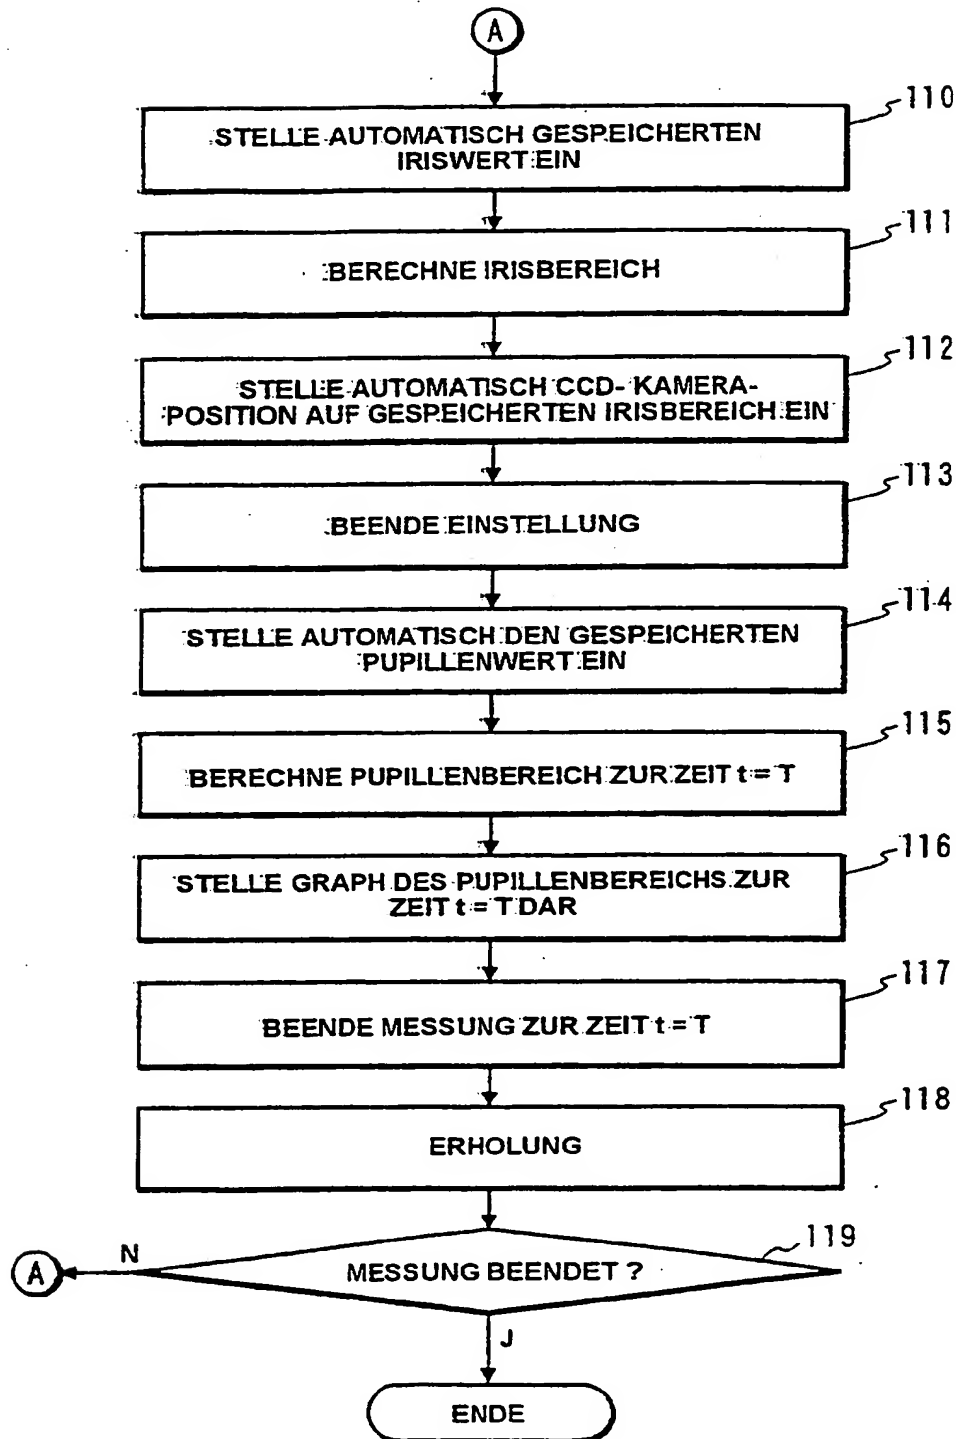 A
110
STELLE AUTOMATISCH GESPEICHERTEN
IRISWERT EIN
111
BERECHNE IRISBEREICH
112
STELLE AUTOMATISCH CCD- KAMERA-
POSITION AUF GESPEICHERTEN IRISBEREICH EIN
113
BEENDE EINSTELLUNG
114
STELLE AUTOMATISCH DEN GESPEICHERTEN
PUPILLENWERT EIN
115
BERECHNE PUPILLENBEREICH ZUR ZEIT t = T
116
STELLE GRAPH DES PUPILLENBEREICHS ZUR
ZEIT t = T DAR
117
BEENDE MESSUNG ZUR ZEIT t = T
118
ERHOLUNG
119
MESSUNG BEENDET ?
N
A
J
ENDE